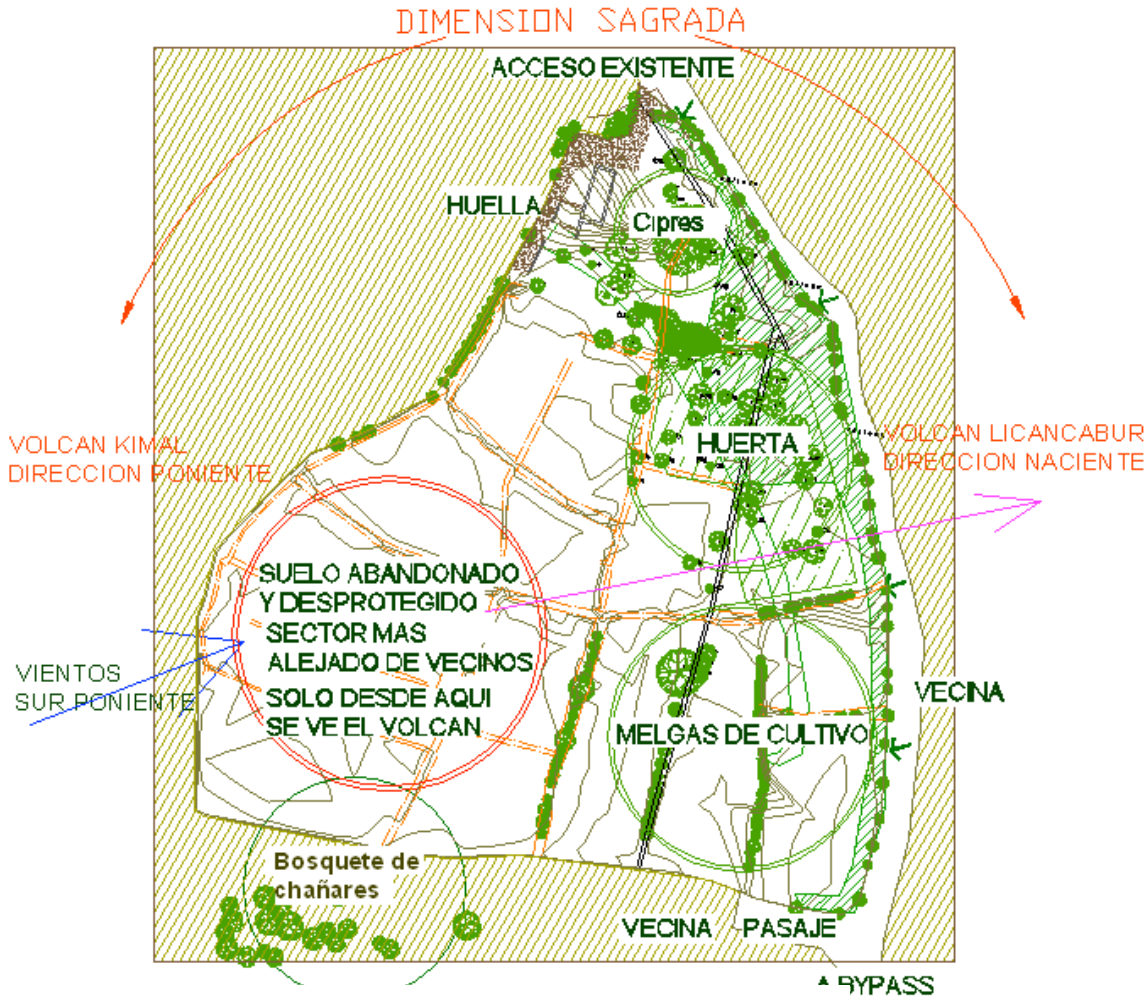 DIMENSION SAGRADA
ACCESO EXISTENTE
HUELLA
Cipres
VOLCAN KIMAL
DIRECCION PONIENTE
HUERTA
VOLCAN LICANCABUR
DIRECCION NACIENTE
SUELO ABANDONADO
Y DESPROTEGIDO
SECTOR MAS
ALEJADO DE VECINOS
SOLO DESDE AQUI
SE VE EL VOLCAN
VIENTOS
SUR PONIENTE
VECINA
MELGAS DE CULTIVO
Bosquete de
chañares
VECINA PASAJE
A BYPASS